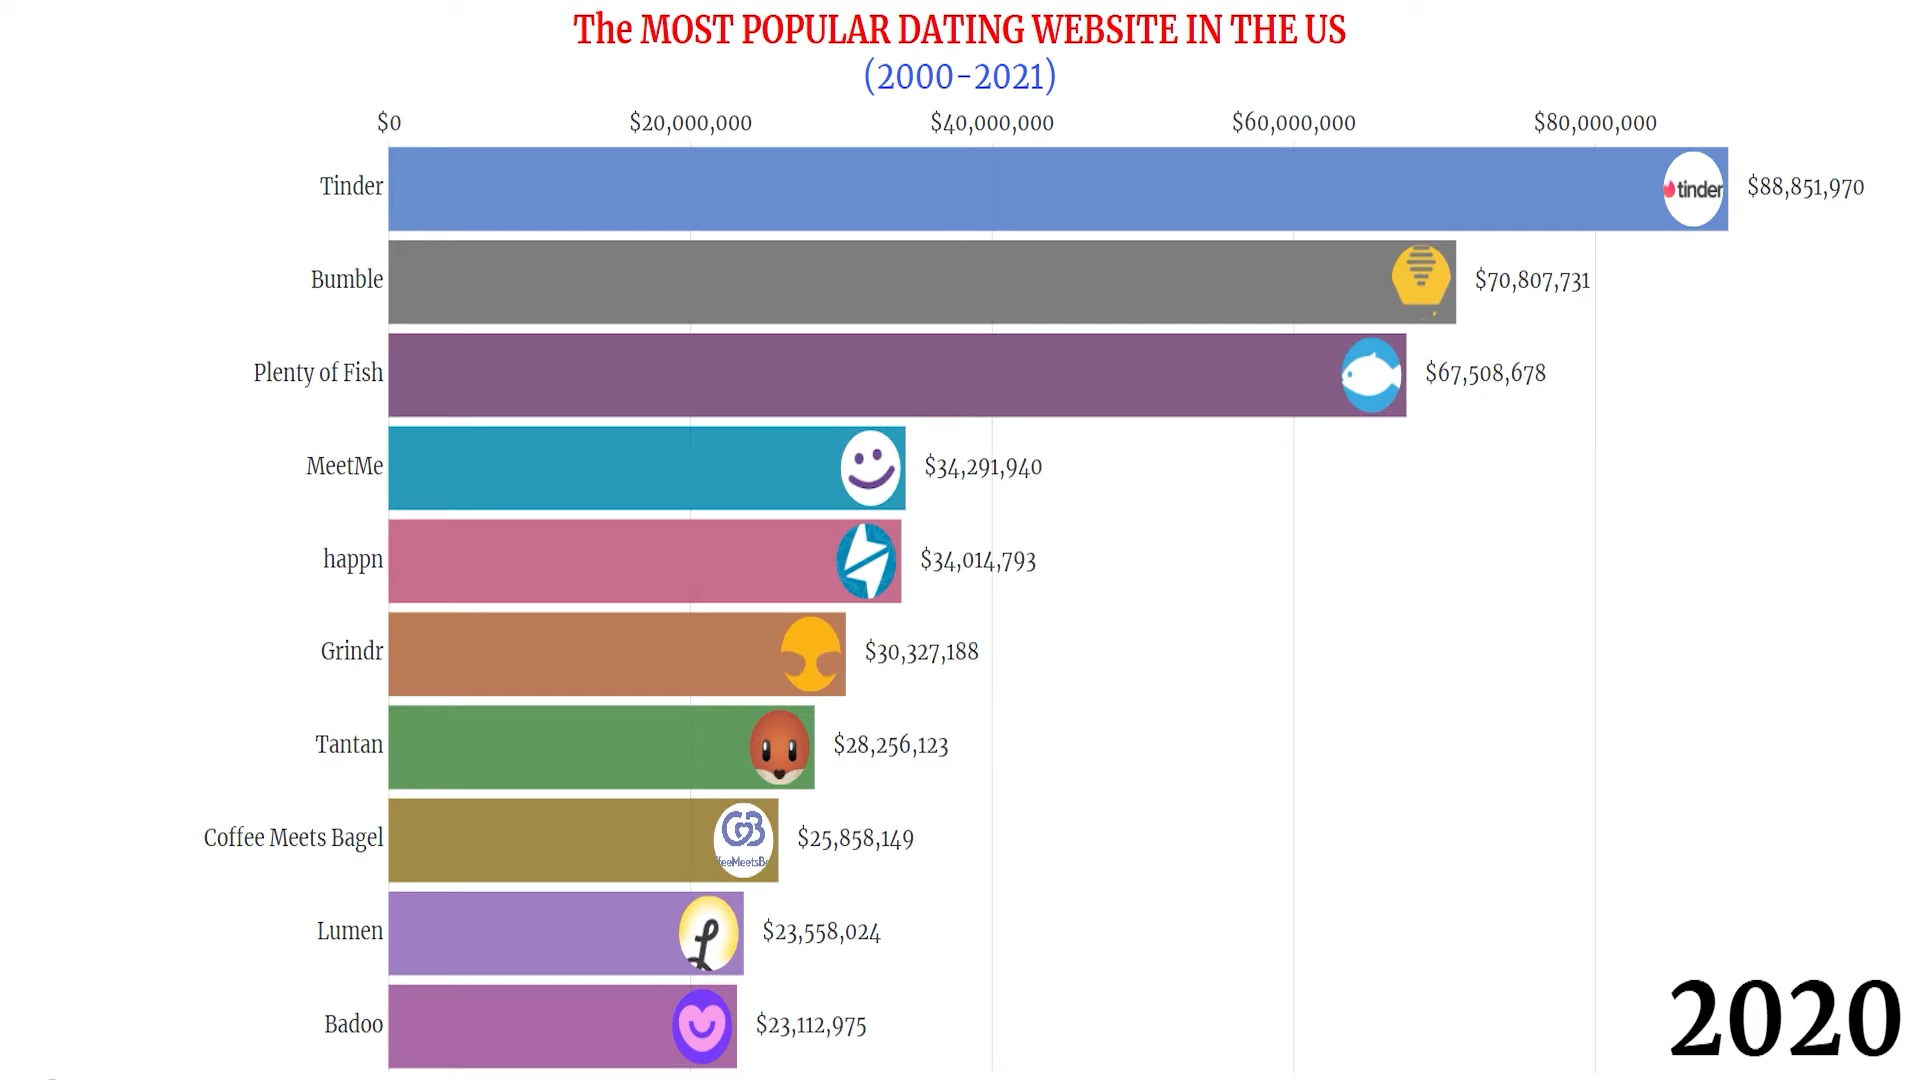 The MOST POPULAR DATING WEBSITE IN THE US
(2000-2021)
$0 $20,000,000 $40,000,000 $60,000,000 $80,000,000
Tinder tinder $88,851,970
Bumble $70,807,731
Plenty of Fish $67,508,678
MeetMe $34,291,940
happn $34,014,793
Grindr $30,327,188
Tantan $28,256,123
Coffee Meets Bagel $25,858,149
Lumen $23,558,024
Badoo $23,112,975
2020